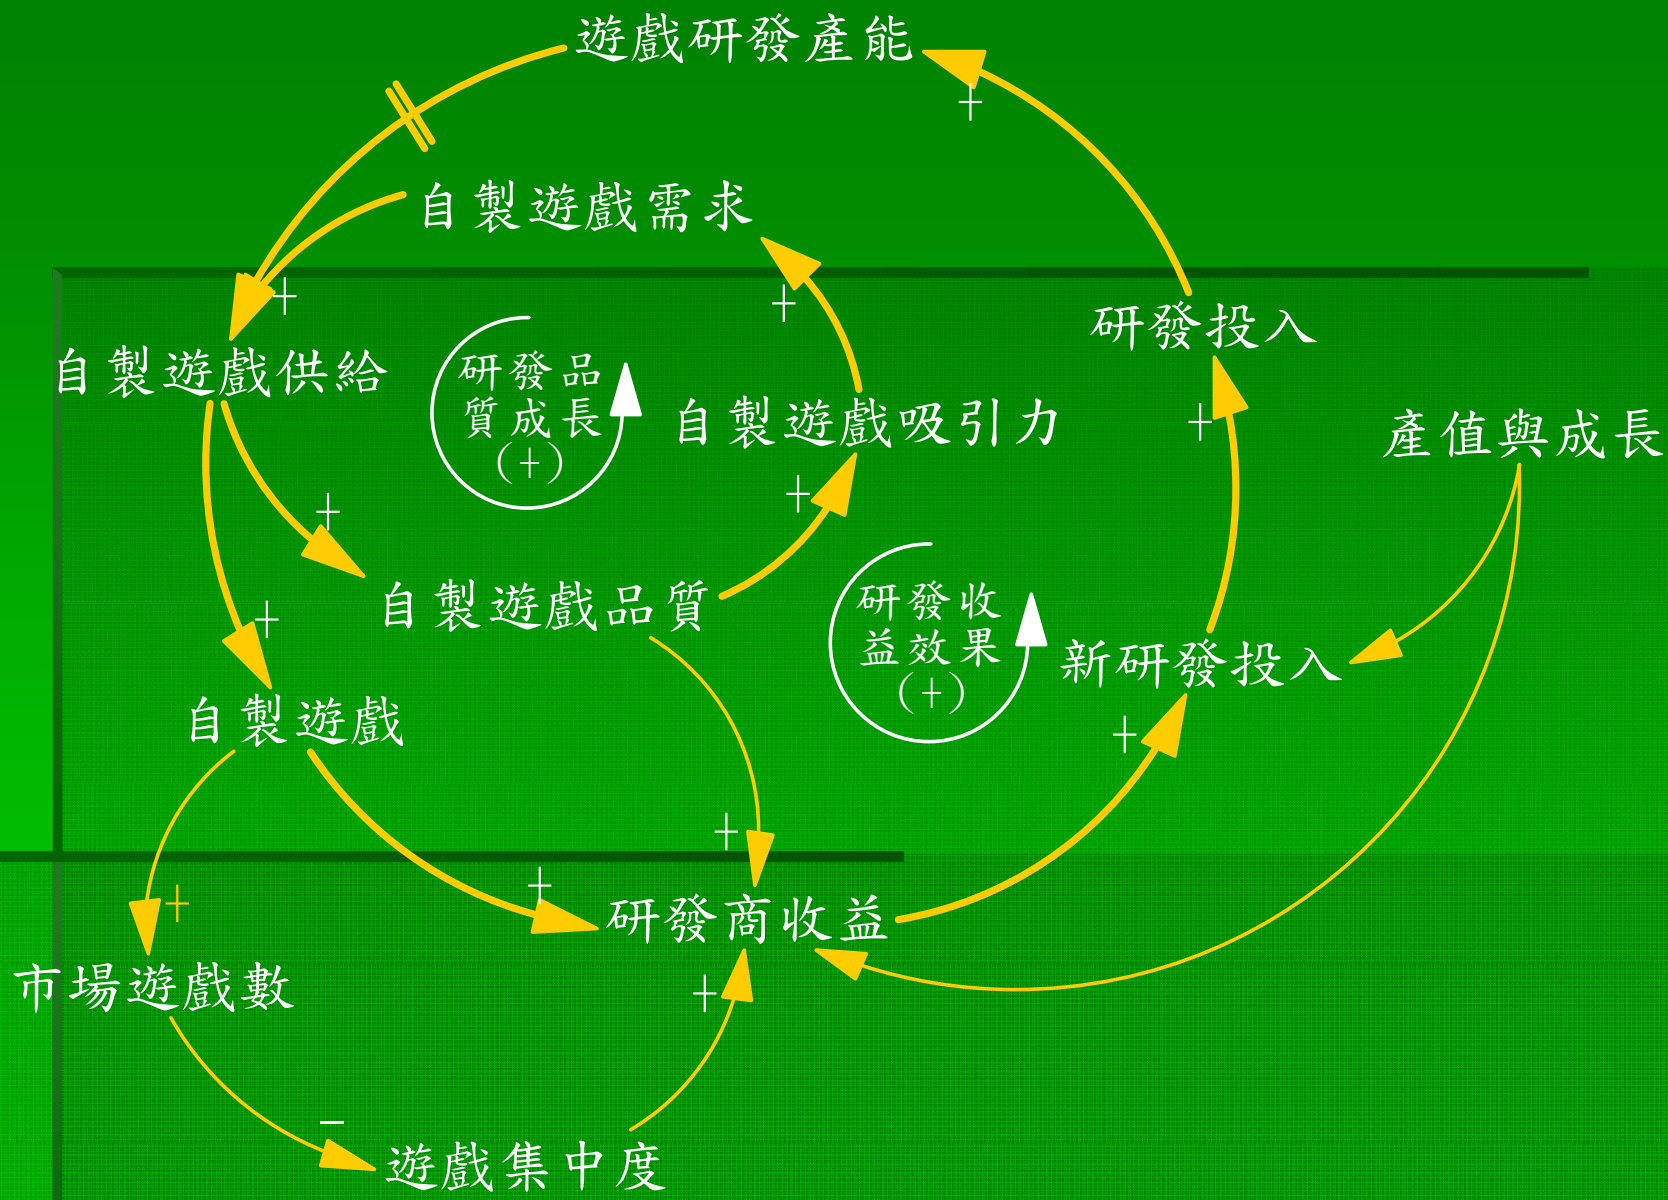 遊戲研發產能
+
自製遊戲需求
+
+
研發投入
自製遊戲供給
研發品
質成長
(+)
自製遊戲吸引力
+
產值與成長
+
+
自製遊戲品質
研發收
益效果
(+)
+
新研發投入
自製遊戲
+
+
+
研發商收益
+
市場遊戲數
+
−
遊戲集中度